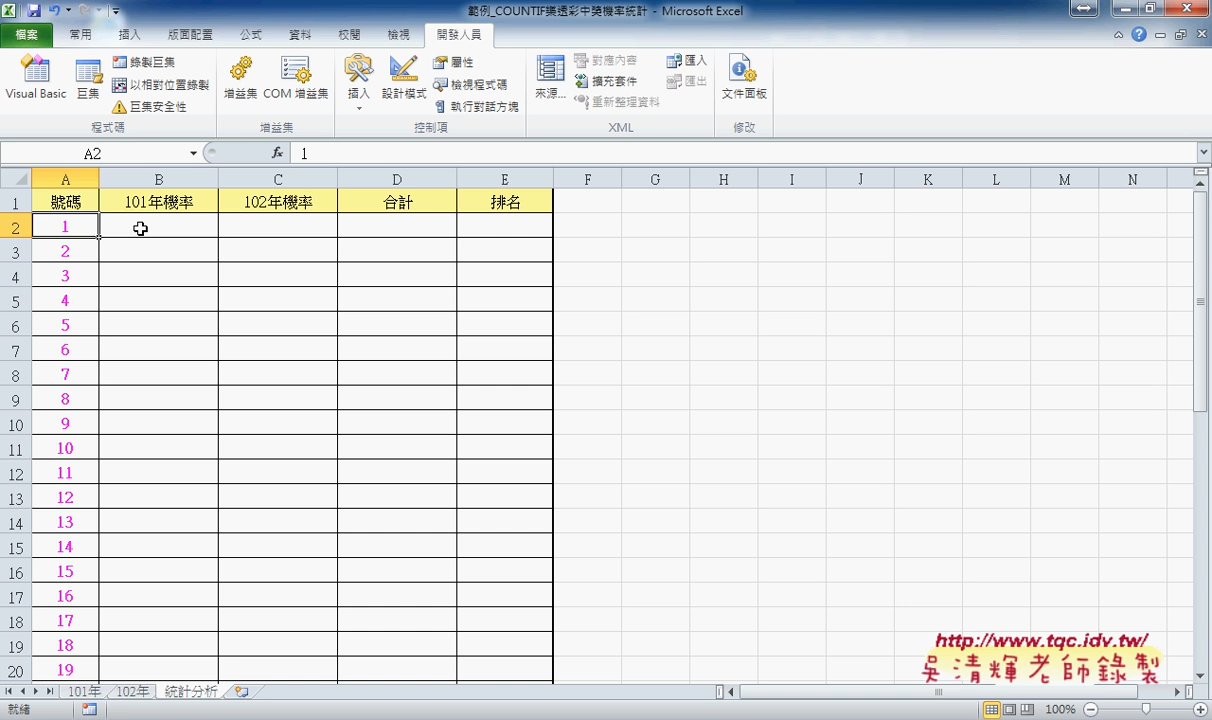 範例_COUNTIF樂透彩中獎機率統計 - Microsoft Excel
檔案 常用 插入 版面配置 公式 資料 校閱 檢視 開發人員
Visual Basic 巨集 錄製巨集 以相對位置錄製 巨集安全性 程式碼
增益集 COM 增益集 增益集
插入 設計模式 屬性 檢視程式碼 執行對話方塊 控制項
來源... 對應內容 擴充套件 重新整理資料 匯入 匯出 XML
文件面板 修改
A2 fx 1
A B C D E F G H I J K L M N
1 號碼 101年機率 102年機率 合計 排名
2 1
3 2
4 3
5 4
6 5
7 6
8 7
9 8
10 9
11 10
12 11
13 12
14 13
15 14
16 15
17 16
18 17
19 18
20 19
http://www.tqc.idv.tw/
吳清輝老師錄製
101年 102年 統計分析
就緒 100%